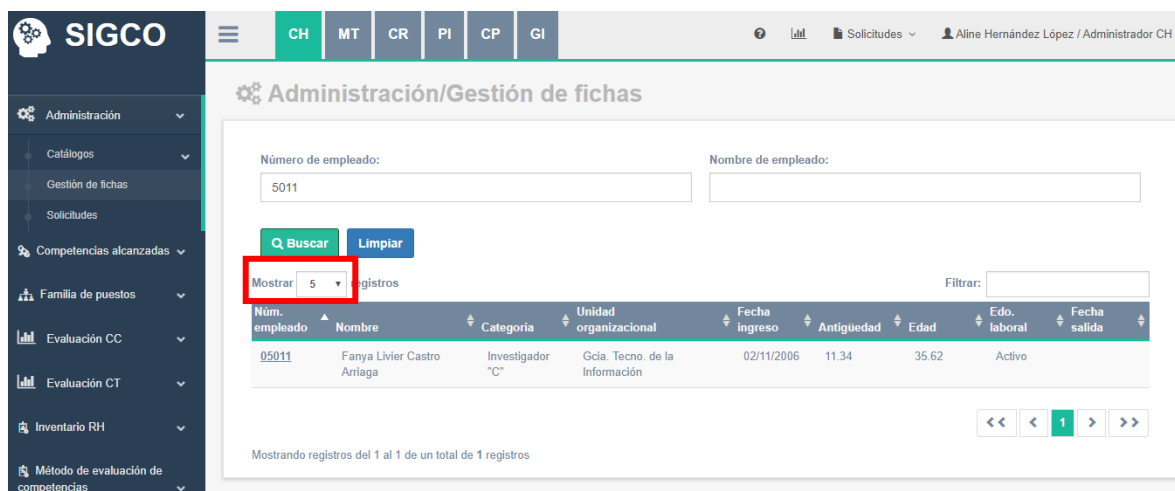 SIGCO
CH MT CR PI CP GI
Solicitudes
Aline Hernández López / Administrador CH
Administración
Catálogos
Gestión de fichas
Solicitudes
Competencias alcanzadas
Familia de puestos
Evaluación CC
Evaluación CT
Inventario RH
Método de evaluación de
competencias
Administración/Gestión de fichas
Número de empleado: Nombre de empleado:
5011
Buscar Limpiar
Mostrar 5 registros Filtrar:
Núm. empleado Nombre Categoría Unidad organizacional Fecha ingreso Antigüedad Edad Edo. laboral Fecha salida
05011 Fanya Livier Castro Arriaga Investigador "C" Gcia. Tecno. de la Información 02/11/2006 11.34 35.62 Activo
<< < 1 > >>
Mostrando registros del 1 al 1 de un total de 1 registros